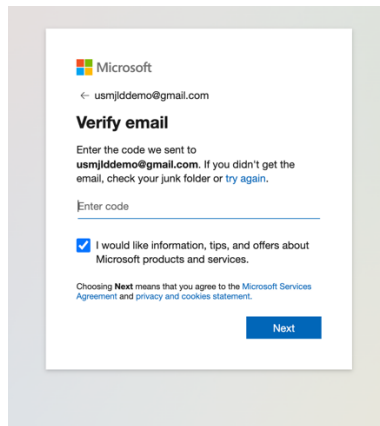 Microsoft
← usmjlddemo@gmail.com
Verify email
Enter the code we sent to
usmjlddemo@gmail.com. If you didn't get the
email, check your junk folder or try again.
Enter code
I would like information, tips, and offers about
Microsoft products and services.
Choosing Next means that you agree to the Microsoft Services
Agreement and privacy and cookies statement.
Next